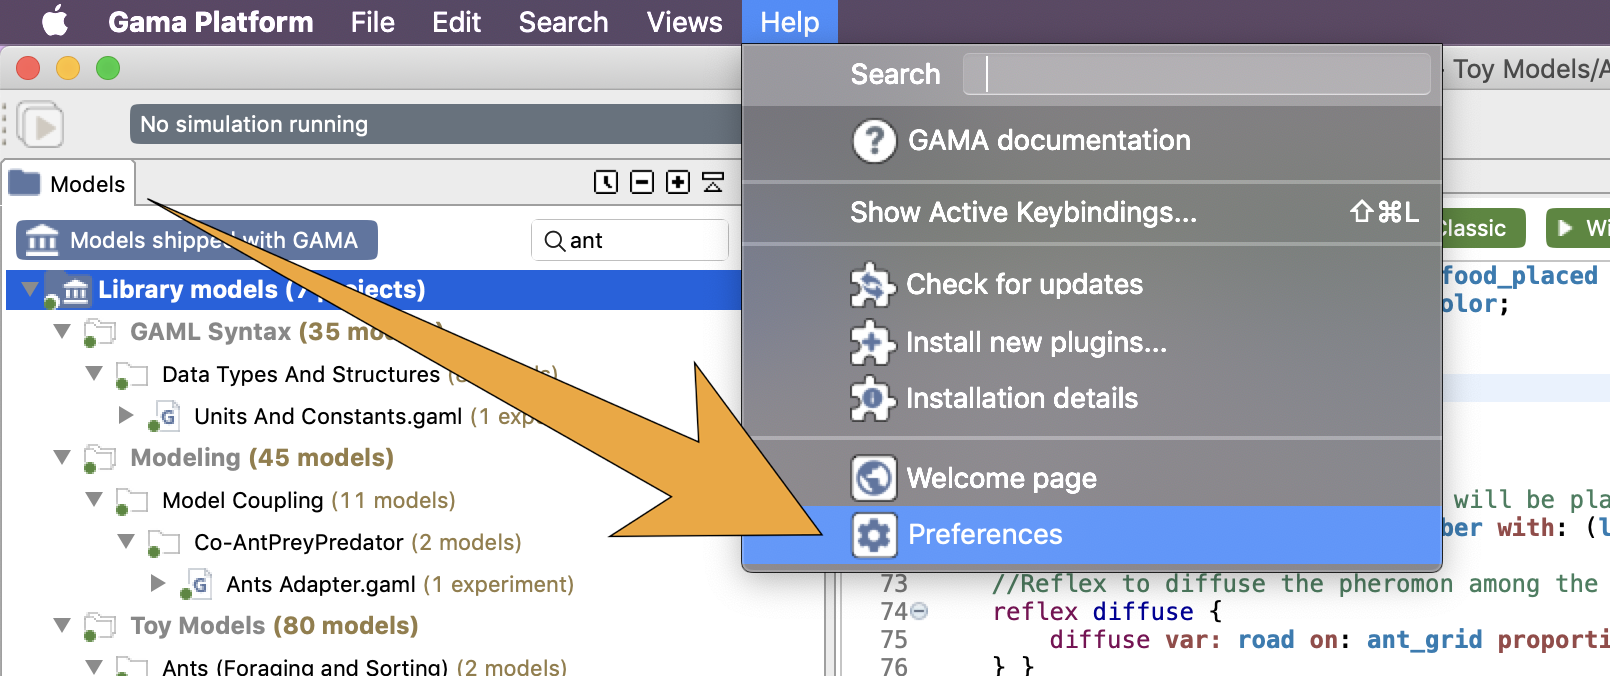 Gama Platform File Edit Search Views Help
Search
Toy Models/A
No simulation running
GAMA documentation
Models
Show Active Keybindings... ⇧⌘L
Models shipped with GAMA
ant
Classic
Wi
Library models (7 projects)
Check for updates
food_placed
olor;
GAML Syntax (35 mo
Install new plugins...
Data Types And Structures (
Installation details
Units And Constants.gaml (1 exp
Modeling (45 models)
Welcome page
Model Coupling (11 models)
will be pla
Preferences
ber with: (l
Co-AntPreyPredator (2 models)
73 //Reflex to diffuse the pheromon among the
Ants Adapter.gaml (1 experiment)
74 reflex diffuse {
Toy Models (80 models)
75 diffuse var: road on: ant_grid proporti
Ants (Foraging and Sorting) (2 models)
76 } }